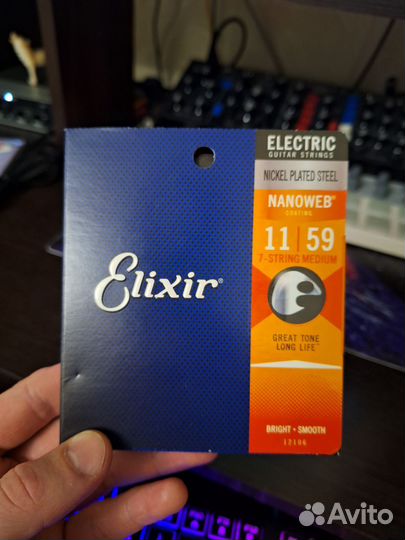 ELECTRIC
GUITAR STRINGS
NICKEL PLATED STEEL
NANOWEB®
COATING
11 | 59
7-STRING MEDIUM
Elixir®
GREAT TONE
LONG LIFE™
BRIGHT • SMOOTH
12106
Avito